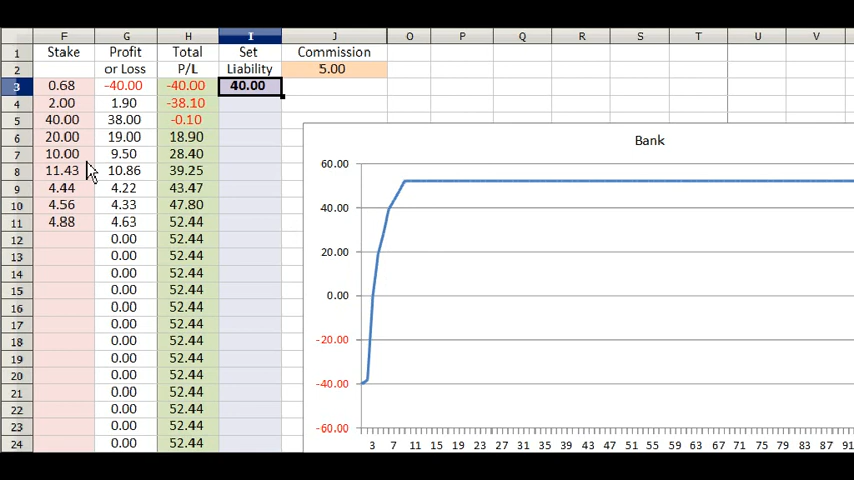 F G H I J O P Q R S T U V
1 Stake Profit Total Set Commission
2 or Loss P/L Liability 5.00
3 0.68 -40.00 -40.00 40.00
4 2.00 1.90 -38.10
5 40.00 38.00 -0.10
6 20.00 19.00 18.90
7 10.00 9.50 28.40
8 11.43 10.86 39.25
9 4.44 4.22 43.47
10 4.56 4.33 47.80
11 4.88 4.63 52.44
12 0.00 52.44
13 0.00 52.44
14 0.00 52.44
15 0.00 52.44
16 0.00 52.44
17 0.00 52.44
18 0.00 52.44
19 0.00 52.44
20 0.00 52.44
21 0.00 52.44
22 0.00 52.44
23 0.00 52.44
24 0.00 52.44
Bank
60.00
40.00
20.00
0.00
-20.00
-40.00
-60.00
3 7 11 15 19 23 27 31 35 39 43 47 51 55 59 63 67 71 75 79 83 87 91